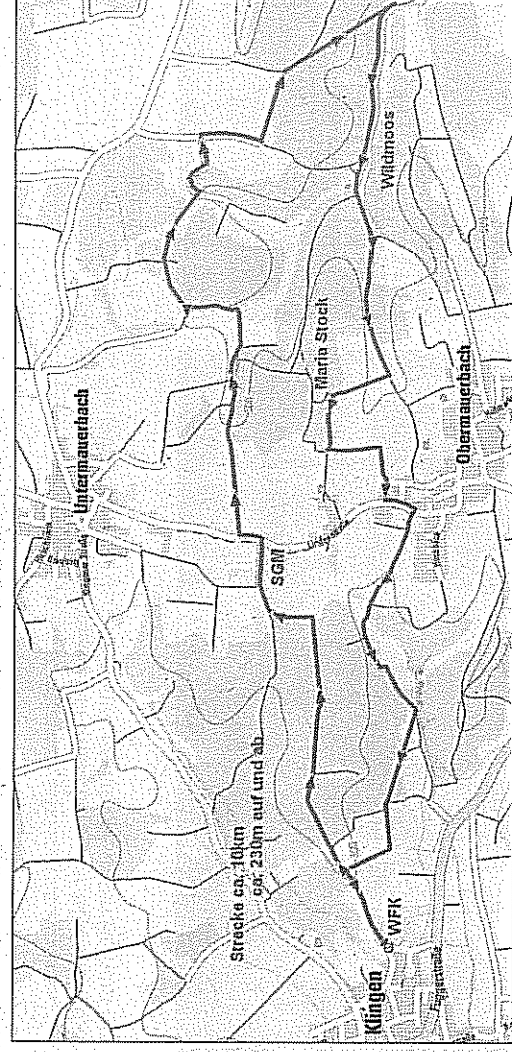 Untermauerbach
Strecke ca. 10km
ca. 230m auf und ab
SGM
Maria Stock
Wildmoos
Obermauerbach
Klingen
WFK